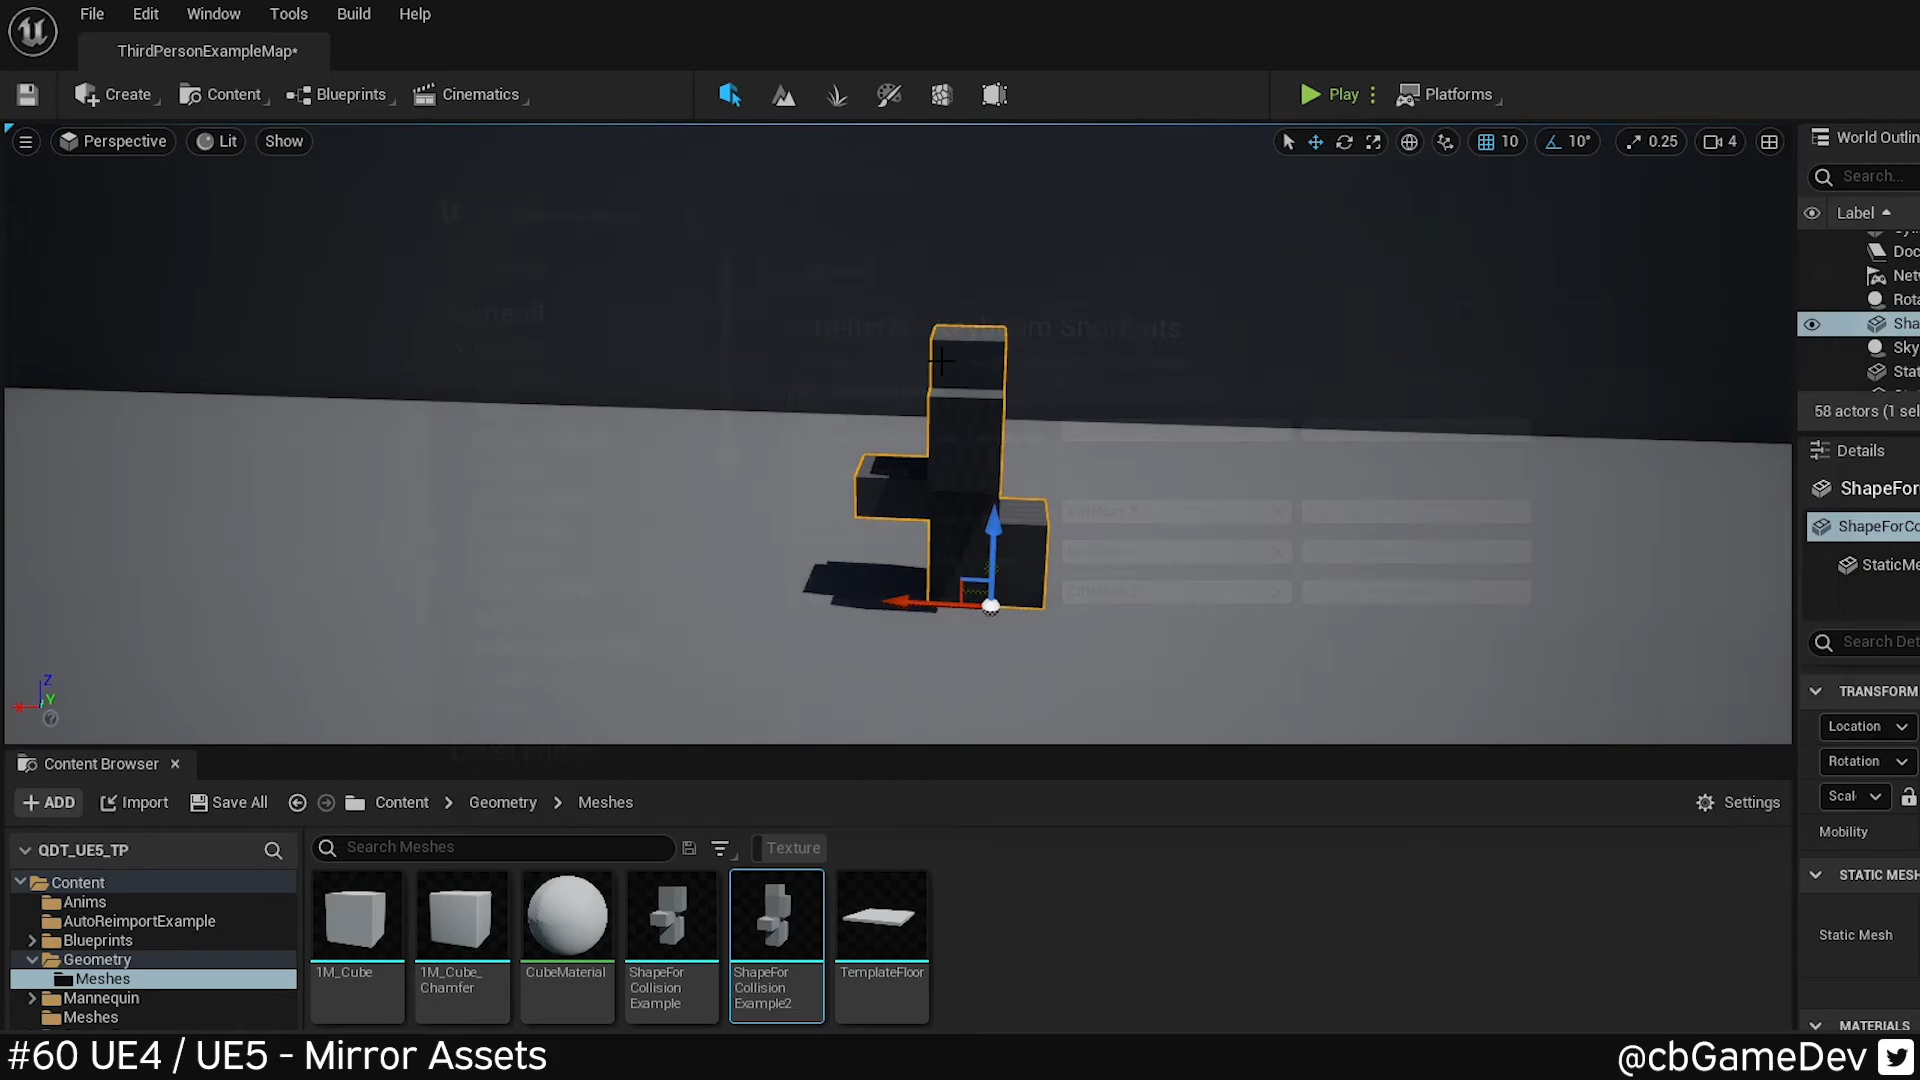 File Edit Window Tools Build Help
ThirdPersonExampleMap*
Create Content Blueprints Cinematics Play Platforms
Perspective Lit Show 10 10° 0.25 4
World Outlin
Search...
Label
Doc
Netv
Rota
Sha
Sky
Stat
58 actors (1 sel
Details
ShapeFor
ShapeForCo
StaticMe
Search Det
TRANSFORM
Location
Rotation
Scal
Mobility
STATIC MESH
Static Mesh
MATERIALS
Z
Y
X
Content Browser
+ ADD Import Save All Content > Geometry > Meshes Settings
QDT_UE5_TP
Search Meshes Texture
Content
Anims
AutoReimportExample
Blueprints
Geometry
Meshes
Mannequin
Meshes
1M_Cube
1M_Cube_
Chamfer
CubeMaterial
ShapeFor
Collision
Example
ShapeFor
Collision
Example2
TemplateFloor
#60 UE4 / UE5 - Mirror Assets
@cbGameDev